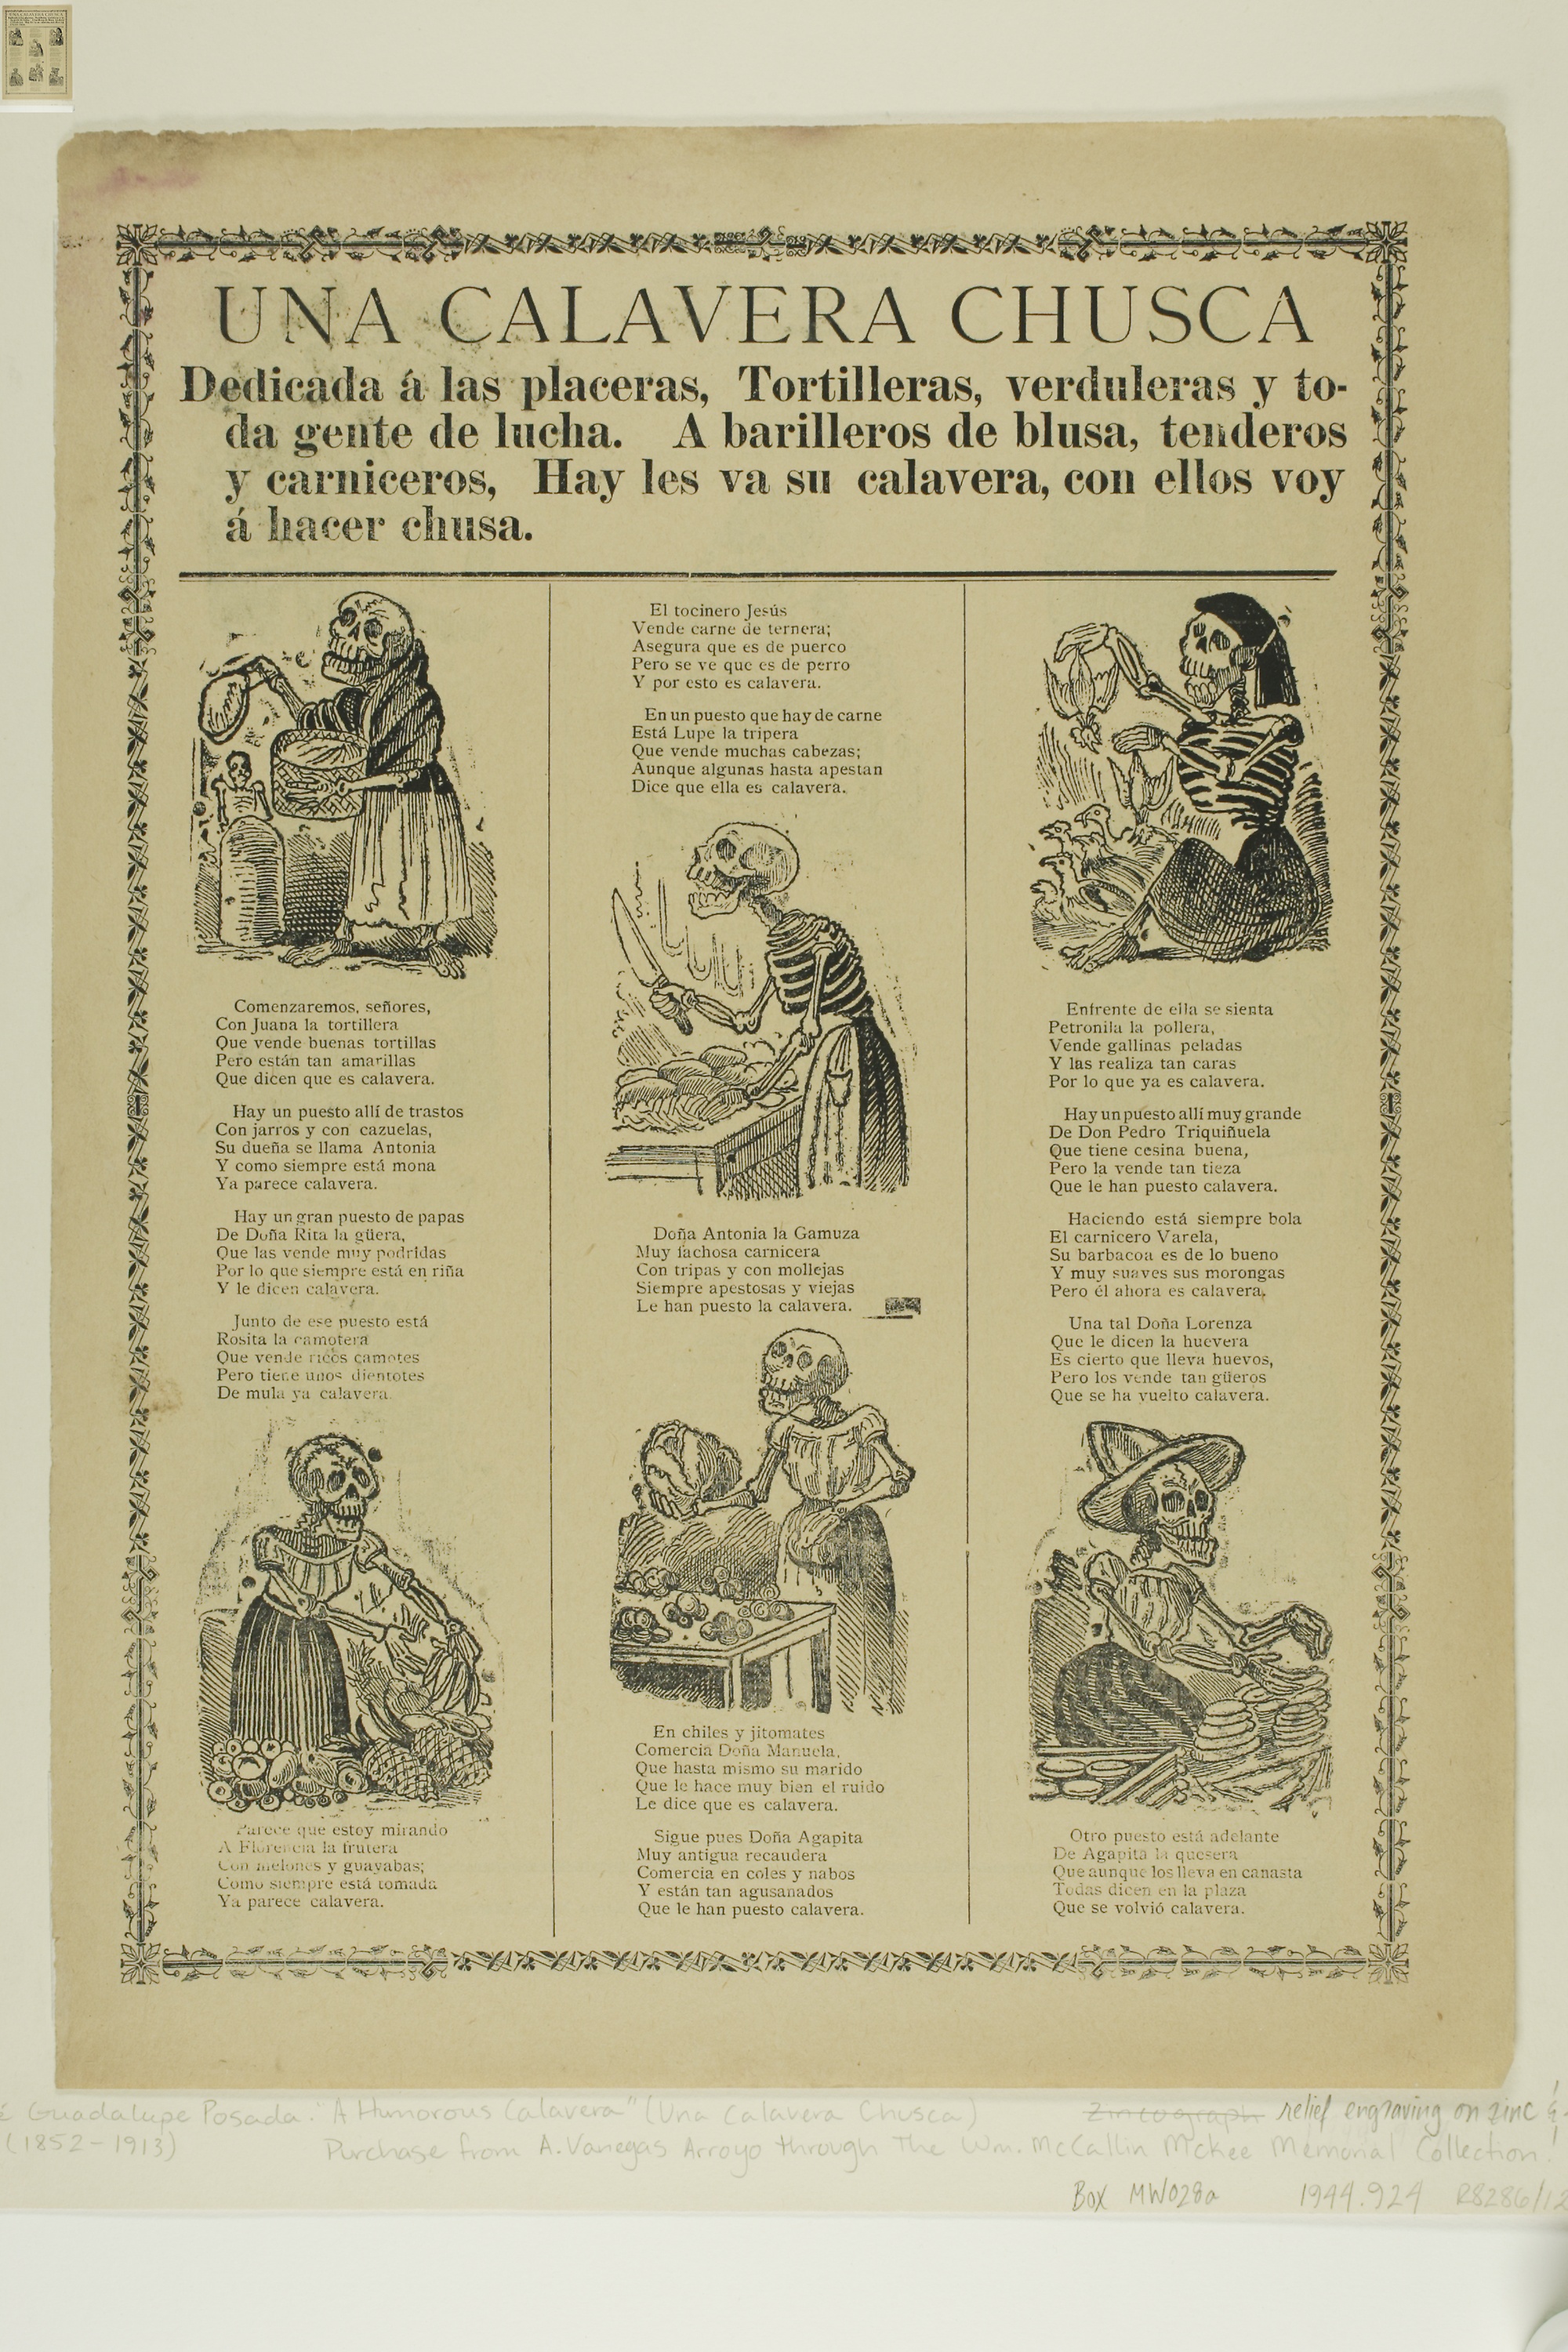 UNA CALAVERA CHUSCA
Dedicada á las placeras, Tortilleras, verduleras y to-
da gente de lucha. A barilleros de blusa, tenderos
y carniceros, Hay les va su calavera, con ellos voy
á hacer chusa.
Comenzaremos, señores,
Con Juana la tortillera
Que vende buenas tortillas
Pero están tan amarillas
Que dicen que es calavera.
Hay un puesto allí de trastos
Con jarros y con cazuelas,
Su dueña se llama Antonia
Y como siempre está mona
Ya parece calavera.
Hay un gran puesto de papas
De Doña Rita la güera,
Que las vende muy podridas
Por lo que siempre está en riña
Y le dicen calavera.
Junto de ese puesto está
Rosita la camotera
Que vende ricos camotes
Pero tiene unos dientotes
De mula ya calavera.
Parece que estoy mirando
A Florencia la frutera
Con melones y guayabas;
Como siempre está tomada
Ya parece calavera.
El tocinero Jesús
Vende carne de ternera;
Asegura que es de puerco
Pero se ve que es de perro
Y por esto es calavera.
En un puesto que hay de carne
Está Lupe la tripera
Que vende muchas cabezas;
Aunque algunas hasta apestan
Dice que ella es calavera.
Doña Antonia la Gamuza
Muy fachosa carnicera
Con tripas y con mollejas
Siempre apestosas y viejas
Le han puesto la calavera.
En chiles y jitomates
Comercia Doña Manuela,
Que hasta mismo su marido
Que le hace muy bien el ruido
Le dice que es calavera.
Sigue pues Doña Agapita
Muy antigua recaudera
Comercia en coles y nabos
Y están tan agusanados
Que le han puesto calavera.
Enfrente de ella se sienta
Petronila la pollera,
Vende gallinas peladas
Y las realiza tan caras
Por lo que ya es calavera.
Hay un puesto allí muy grande
De Don Pedro Triquiñuela
Que tiene cesina buena,
Pero la vende tan tieza
Que le han puesto calavera.
Haciendo está siempre bola
El carnicero Varela,
Su barbacoa es de lo bueno
Y muy suaves sus morongas
Pero él ahora es calavera.
Una tal Doña Lorenza
Que le dicen la huevera
Es cierto que lleva huevos,
Pero los vende tan güeros
Que se ha vuelto calavera.
Otro puesto está adelante
De Agapita la quesera
Que aunque los lleva en canasta
Todas dicen en la plaza
Que se volvió calavera.
é Guadalupe Posada. "A Humorous Calavera" (Una Calavera Chusca) Zincograph relief engraving on zinc
(1852-1913) Purchase from A. Vanegas Arroyo through The Wm. McCallin McKee Memorial Collection.
Box MW028a 1944.924 R8286/12